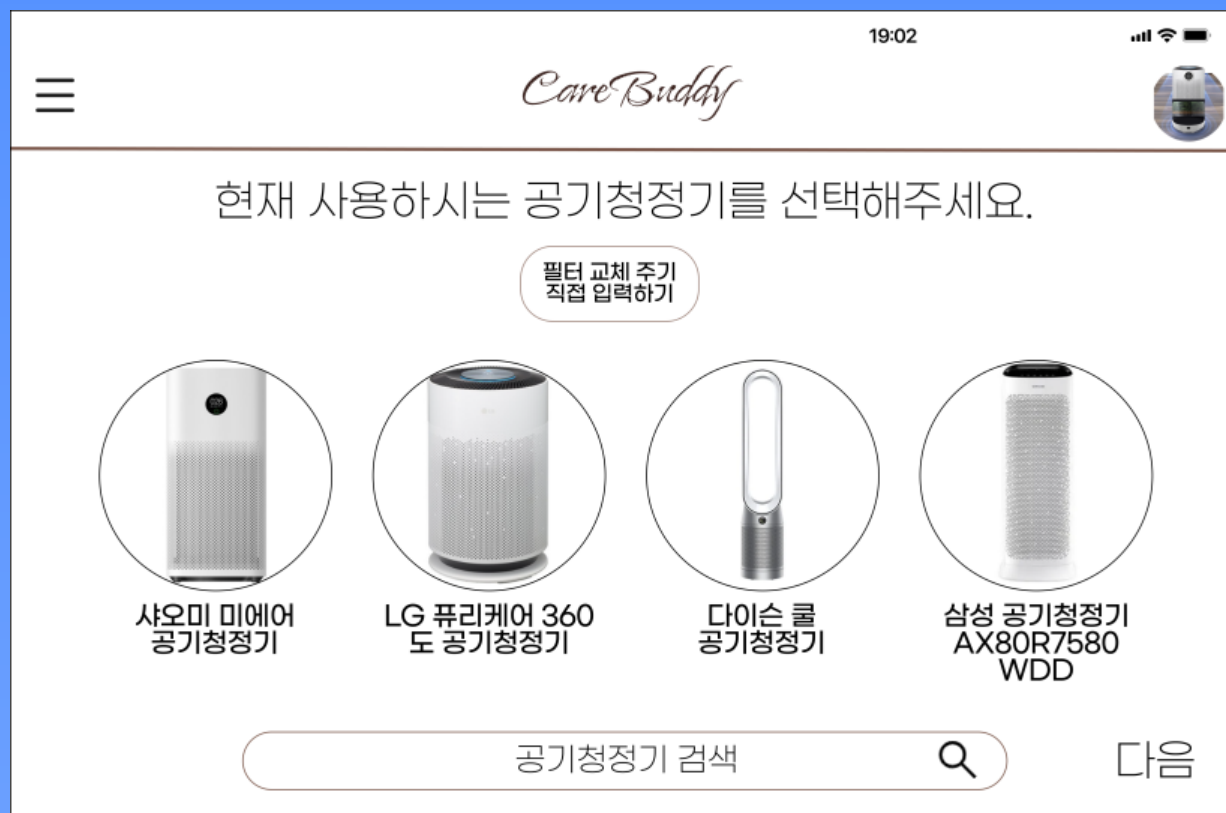 19:02
CareBuddy
현재 사용하시는 공기청정기를 선택해주세요.
필터 교체 주기
직접 입력하기
샤오미 미에어
공기청정기
LG 퓨리케어 360
도 공기청정기
다이슨 쿨
공기청정기
삼성 공기청정기
AX80R7580
WDD
공기청정기 검색
다음